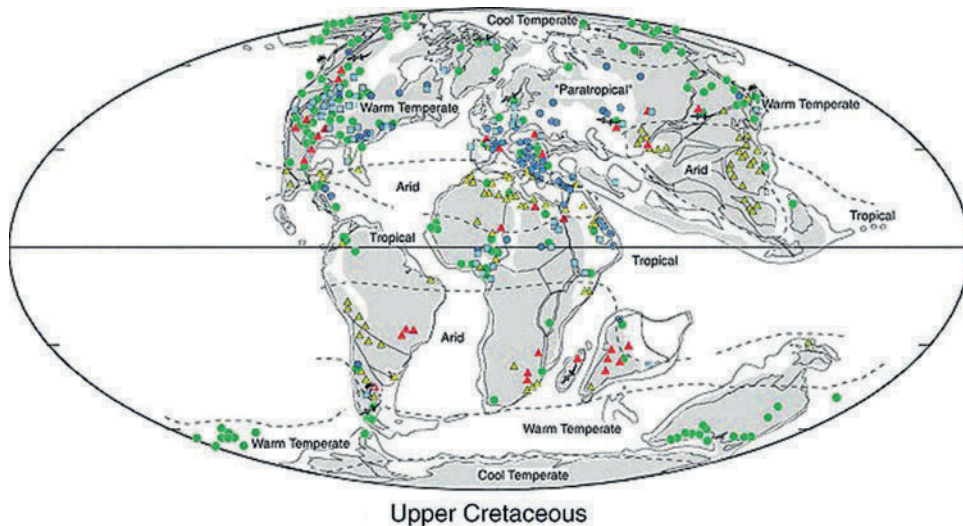 Cool Temperate
"Paratropical"
Warm Temperate
Warm Temperate
Arid
Arid
Tropical
Tropical
Tropical
Arid
Warm Temperate
Warm Temperate
Cool Temperate
Upper Cretaceous